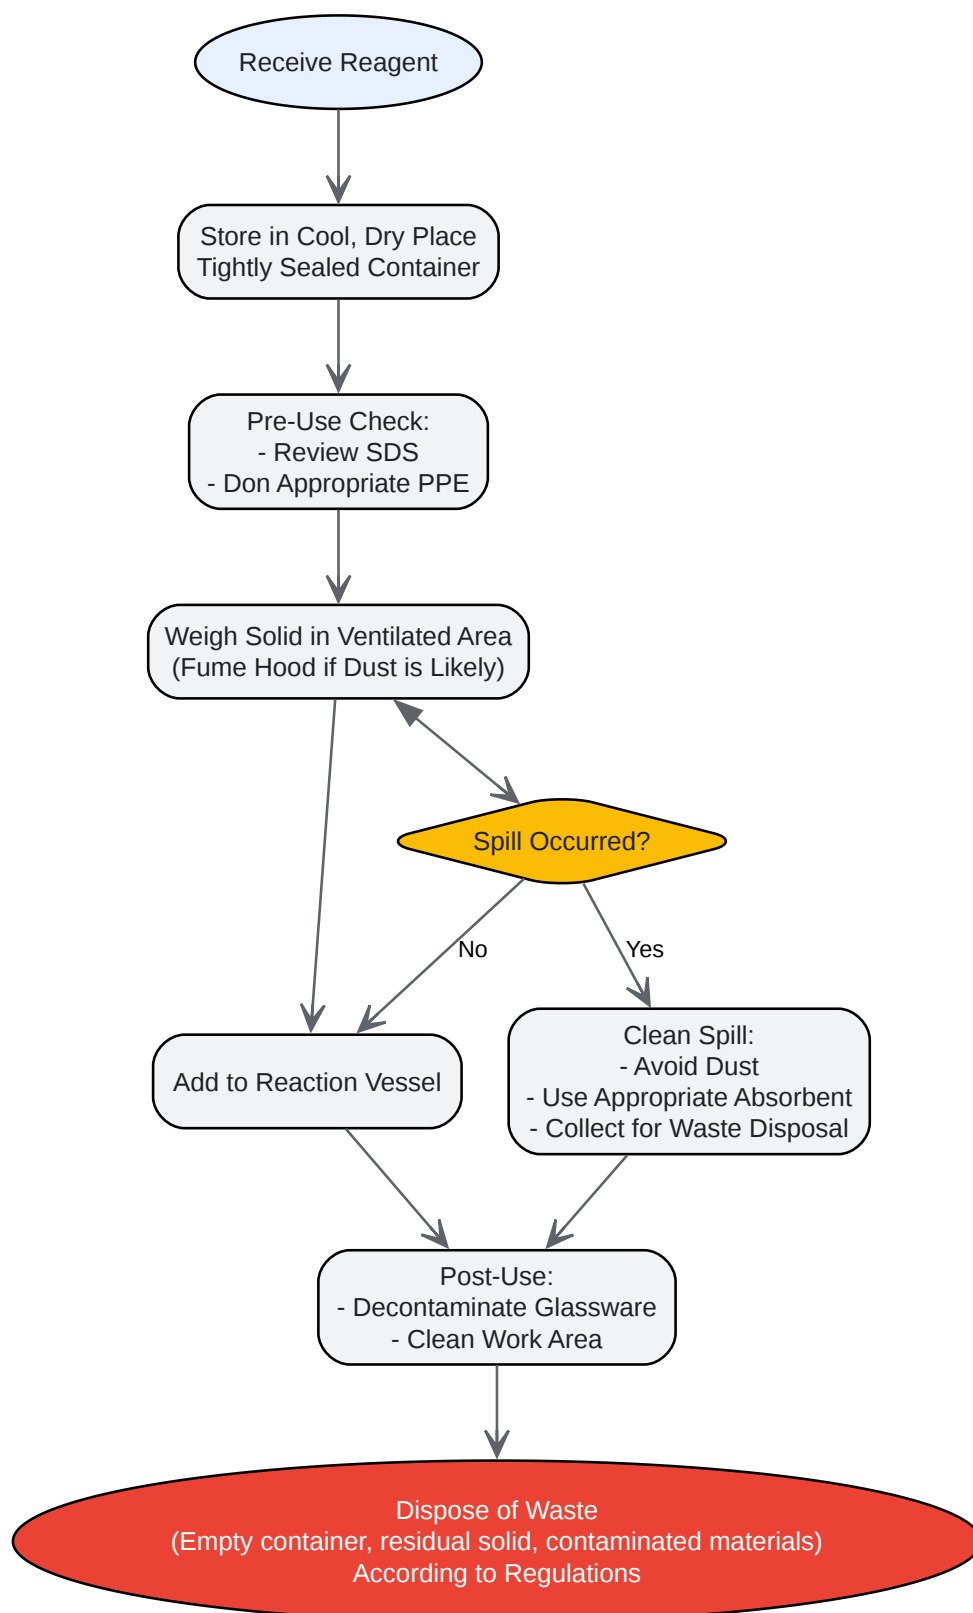 Receive Reagent
Store in Cool, Dry Place
Tightly Sealed Container
Pre-Use Check:
- Review SDS
- Don Appropriate PPE
Weigh Solid in Ventilated Area
(Fume Hood if Dust is Likely)
Spill Occurred?
No
Yes
Add to Reaction Vessel
Clean Spill:
- Avoid Dust
- Use Appropriate Absorbent
- Collect for Waste Disposal
Post-Use:
- Decontaminate Glassware
- Clean Work Area
Dispose of Waste
(Empty container, residual solid, contaminated materials)
According to Regulations